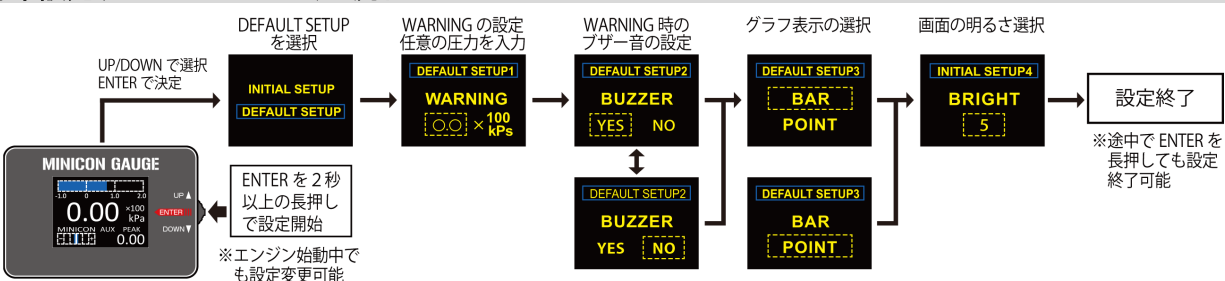 DEFAULT SETUP
を選択
WARNING の設定
任意の圧力を入力
WARNING 時の
ブザー音の設定
グラフ表示の選択
画面の明るさ選択
UP/DOWN で選択
ENTER で決定
INITIAL SETUP
DEFAULT SETUP
DEFAULT SETUP1
WARNING
○.○ ×100 kPs
DEFAULT SETUP2
BUZZER
YES NO
DEFAULT SETUP2
BUZZER
YES NO
DEFAULT SETUP3
BAR
POINT
DEFAULT SETUP3
BAR
POINT
INITIAL SETUP4
BRIGHT
5
設定終了
※途中で ENTER を
長押しても設定
終了可能
MINICON GAUGE
-1.0 0 1.0 2.0
0.00 ×100 kPa
MINICON AUX PEAK
0.00
UP▲
ENTER
DOWN▼
ENTER を 2 秒
以上の長押し
で設定開始
※エンジン始動中で
も設定変更可能